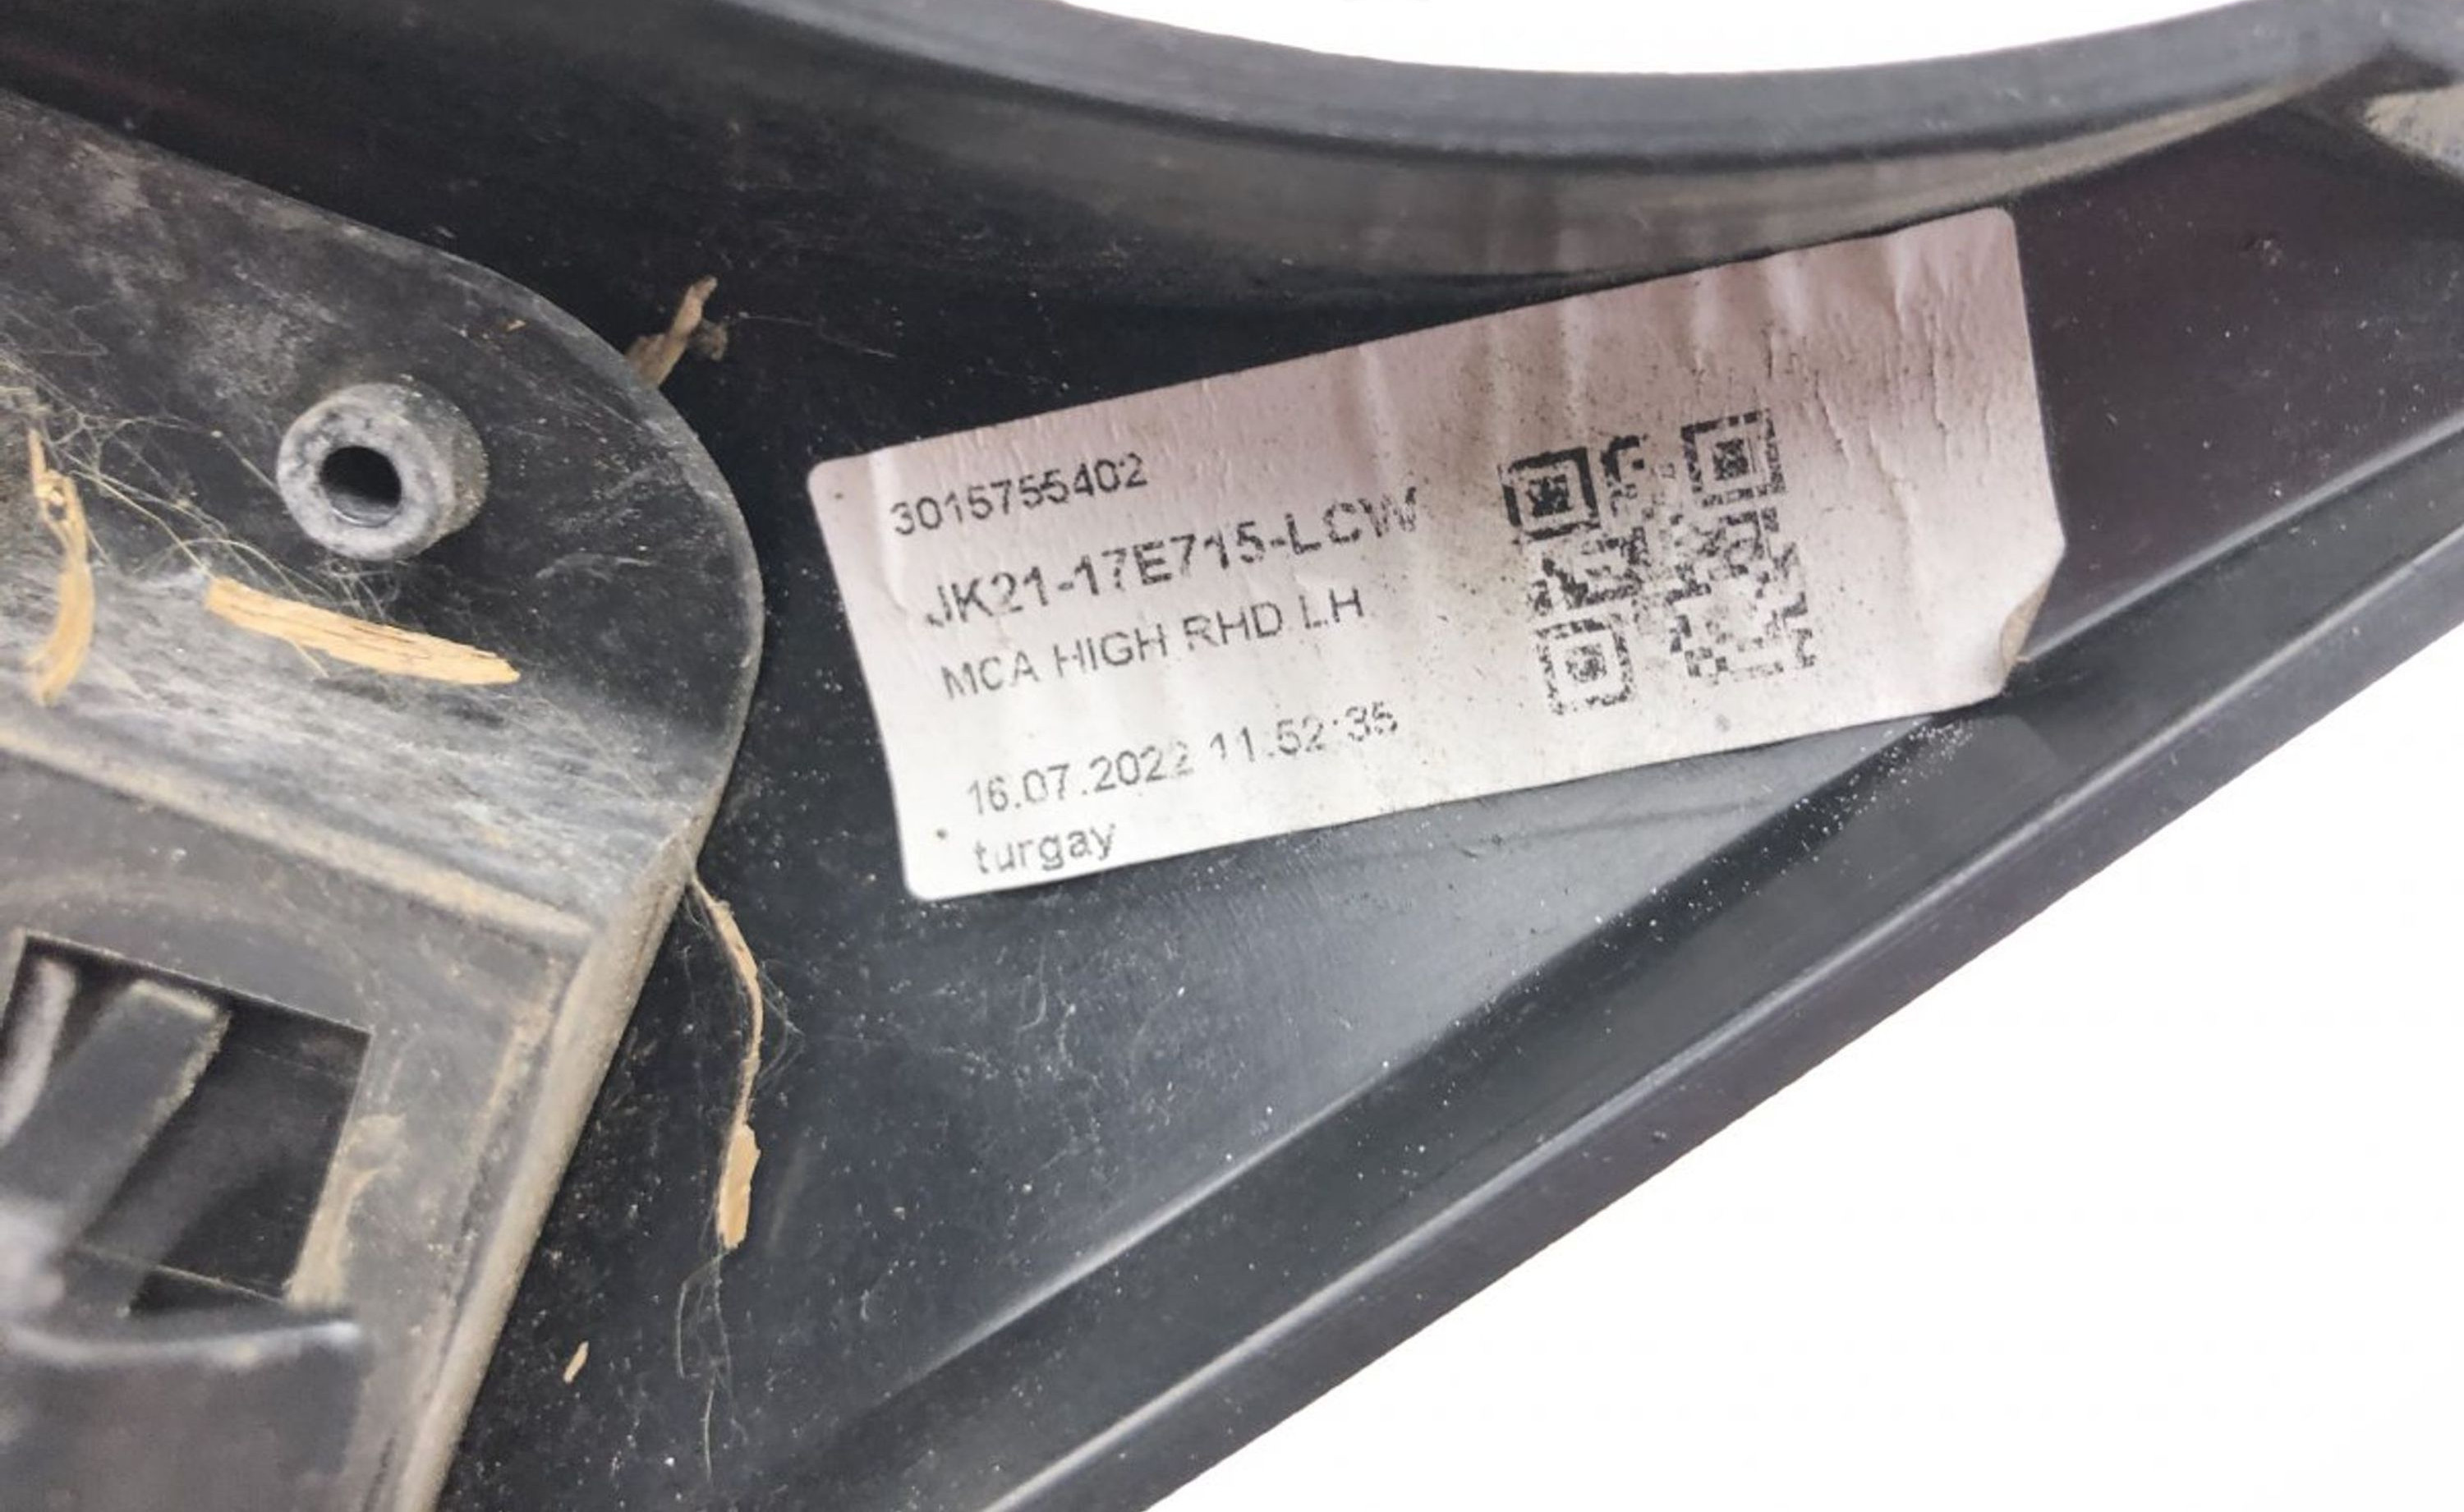 3015755402
JK21-17E715-LCW
MCA HIGH RHD LH
16.07.2022 11:52:35
turgay